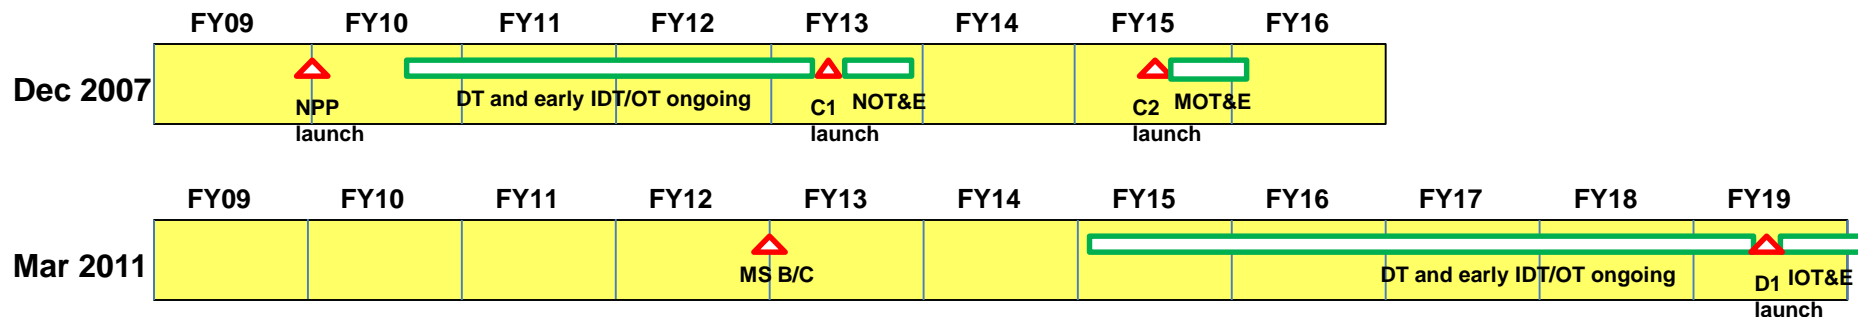 FY09 FY10 FY11 FY12 FY13 FY14 FY15 FY16
Dec 2007
DT and early IDT/OT ongoing
NPP
launch
C1
launch
NOT&E
C2
launch
MOT&E
FY09 FY10 FY11 FY12 FY13 FY14 FY15 FY16 FY17 FY18 FY19
Mar 2011
MS B/C
DT and early IDT/OT ongoing
D1
launch
IOT&E